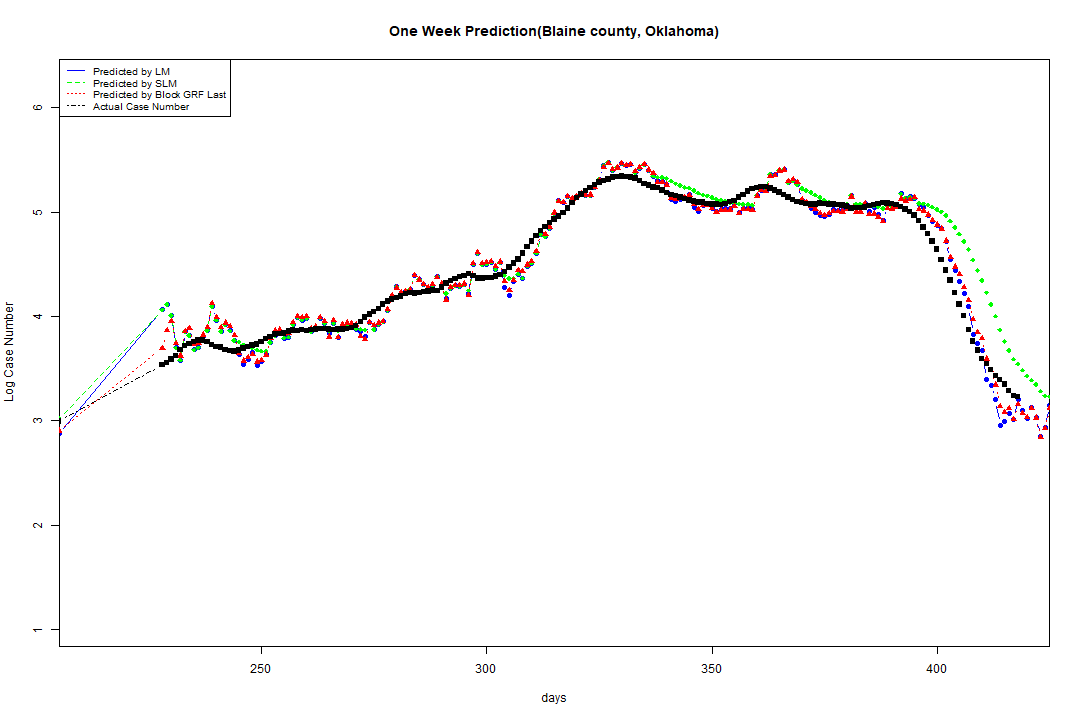 One Week Prediction(Blaine county, Oklahoma)
Predicted by LM
Predicted by SLM
Predicted by Block GRF Last
Actual Case Number
6
5
4
3
2
1
Log Case Number
250 300 350 400
days